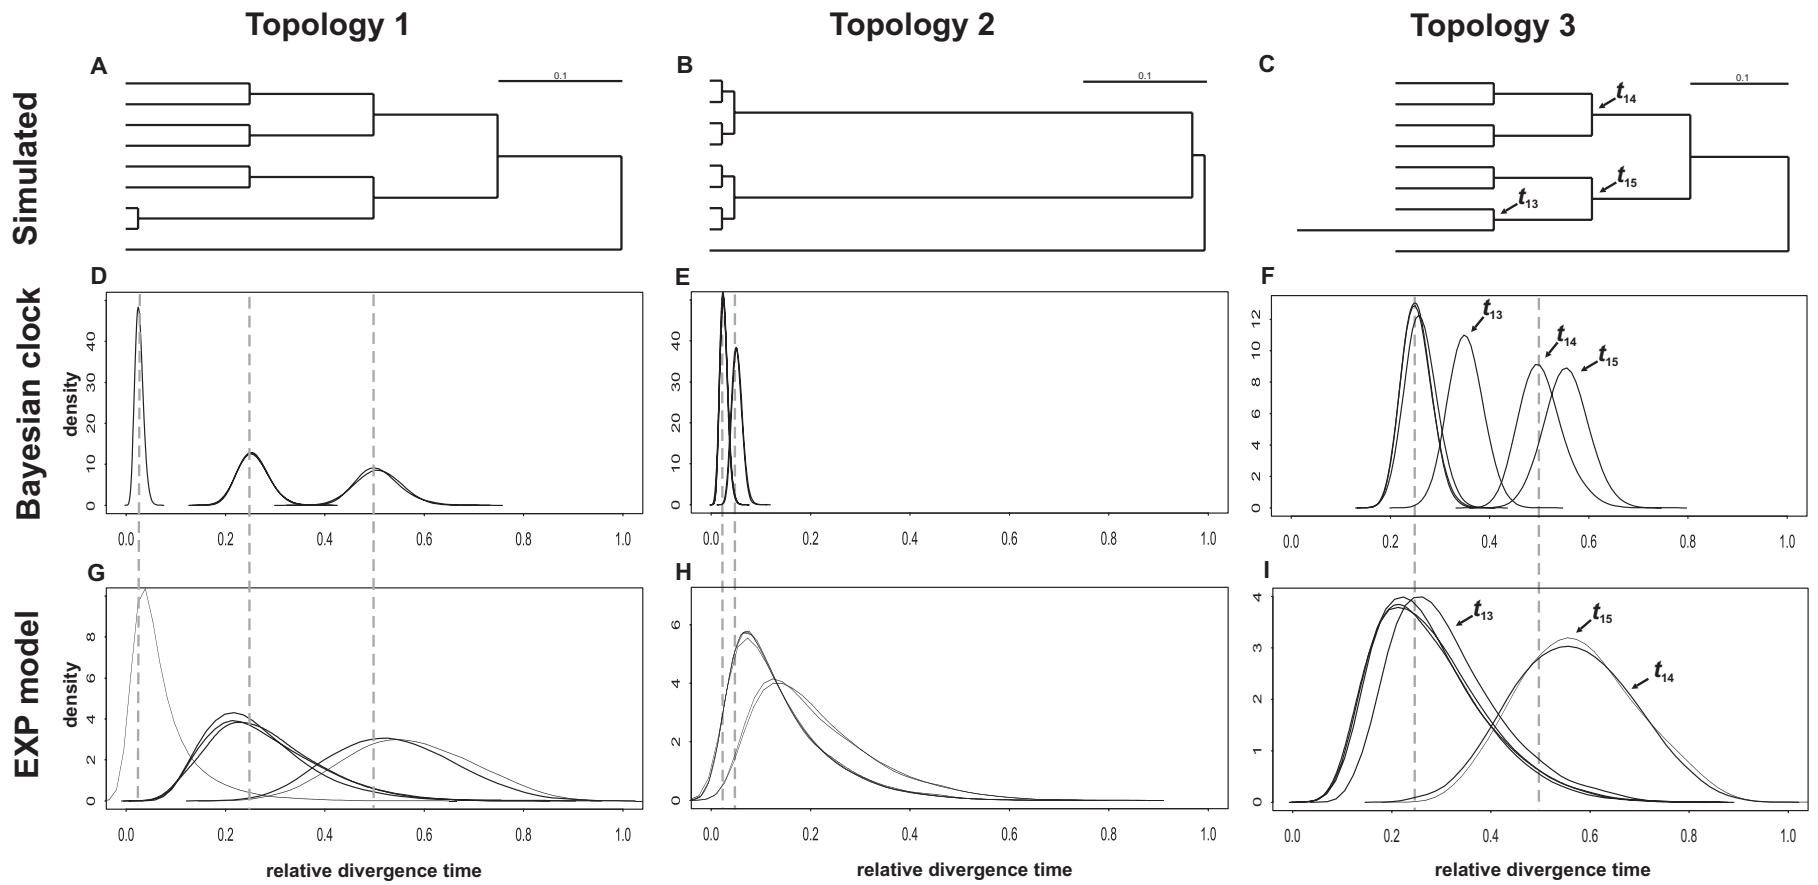 Topology 1 Topology 2 Topology 3
Simulated
A 0.1
B 0.1
C 0.1
t14
t15
t13
Bayesian clock
D
density
0 10 20 30 40
0.0 0.2 0.4 0.6 0.8 1.0
E
0 10 20 30 40
0.0 0.2 0.4 0.6 0.8 1.0
F
t13
t14
t15
0 2 4 6 8 10 12
0.0 0.2 0.4 0.6 0.8 1.0
EXP model
G
density
0 2 4 6 8
0.0 0.2 0.4 0.6 0.8 1.0
relative divergence time
H
0 2 4 6
0.0 0.2 0.4 0.6 0.8 1.0
relative divergence time
I
t13
t15
t14
0 1 2 3 4
0.0 0.2 0.4 0.6 0.8 1.0
relative divergence time